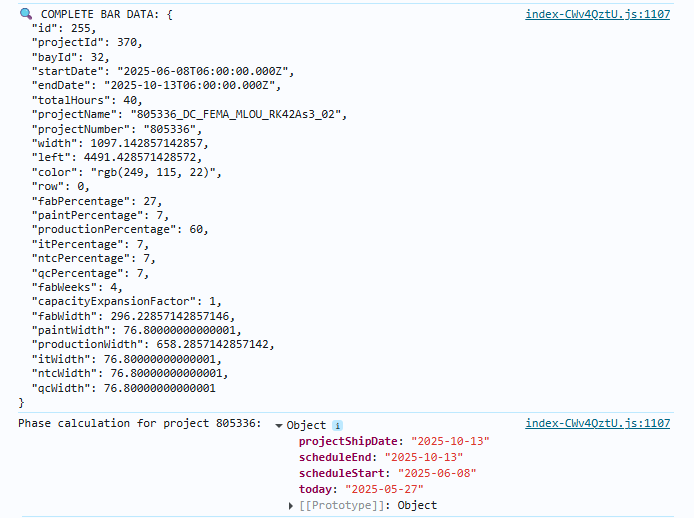 🔍 COMPLETE BAR DATA: { index-CWv4QztU.js:1107
"id": 255,
"projectId": 370,
"bayId": 32,
"startDate": "2025-06-08T06:00:00.000Z",
"endDate": "2025-10-13T06:00:00.000Z",
"totalHours": 40,
"projectName": "805336_DC_FEMA_MLOU_RK42As3_02",
"projectNumber": "805336",
"width": 1097.142857142857,
"left": 4491.428571428572,
"color": "rgb(249, 115, 22)",
"row": 0,
"fabPercentage": 27,
"paintPercentage": 7,
"productionPercentage": 60,
"itPercentage": 7,
"ntcPercentage": 7,
"qcPercentage": 7,
"fabWeeks": 4,
"capacityExpansionFactor": 1,
"fabWidth": 296.22857142857146,
"paintWidth": 76.80000000000001,
"productionWidth": 658.2857142857142,
"itWidth": 76.80000000000001,
"ntcWidth": 76.80000000000001,
"qcWidth": 76.80000000000001
}
Phase calculation for project 805336: ▼ Object i index-CWv4QztU.js:1107
projectShipDate: "2025-10-13"
scheduleEnd: "2025-10-13"
scheduleStart: "2025-06-08"
today: "2025-05-27"
▶ [[Prototype]]: Object